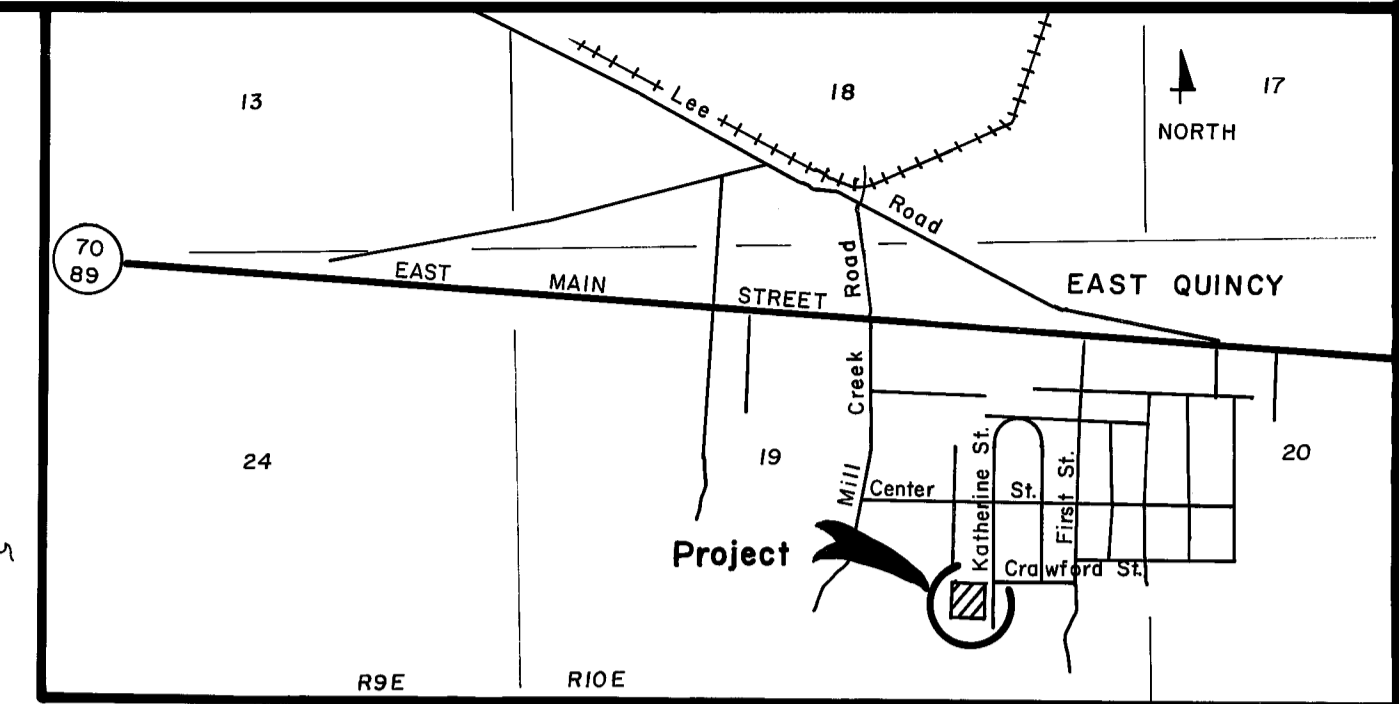 13
18
17
NORTH
Lee Road
70
89
EAST MAIN STREET
EAST QUINCY
Mill Creek Road
24
19
20
Center St.
Katherine St.
First St.
Crawford St.
Project
R9E
R10E